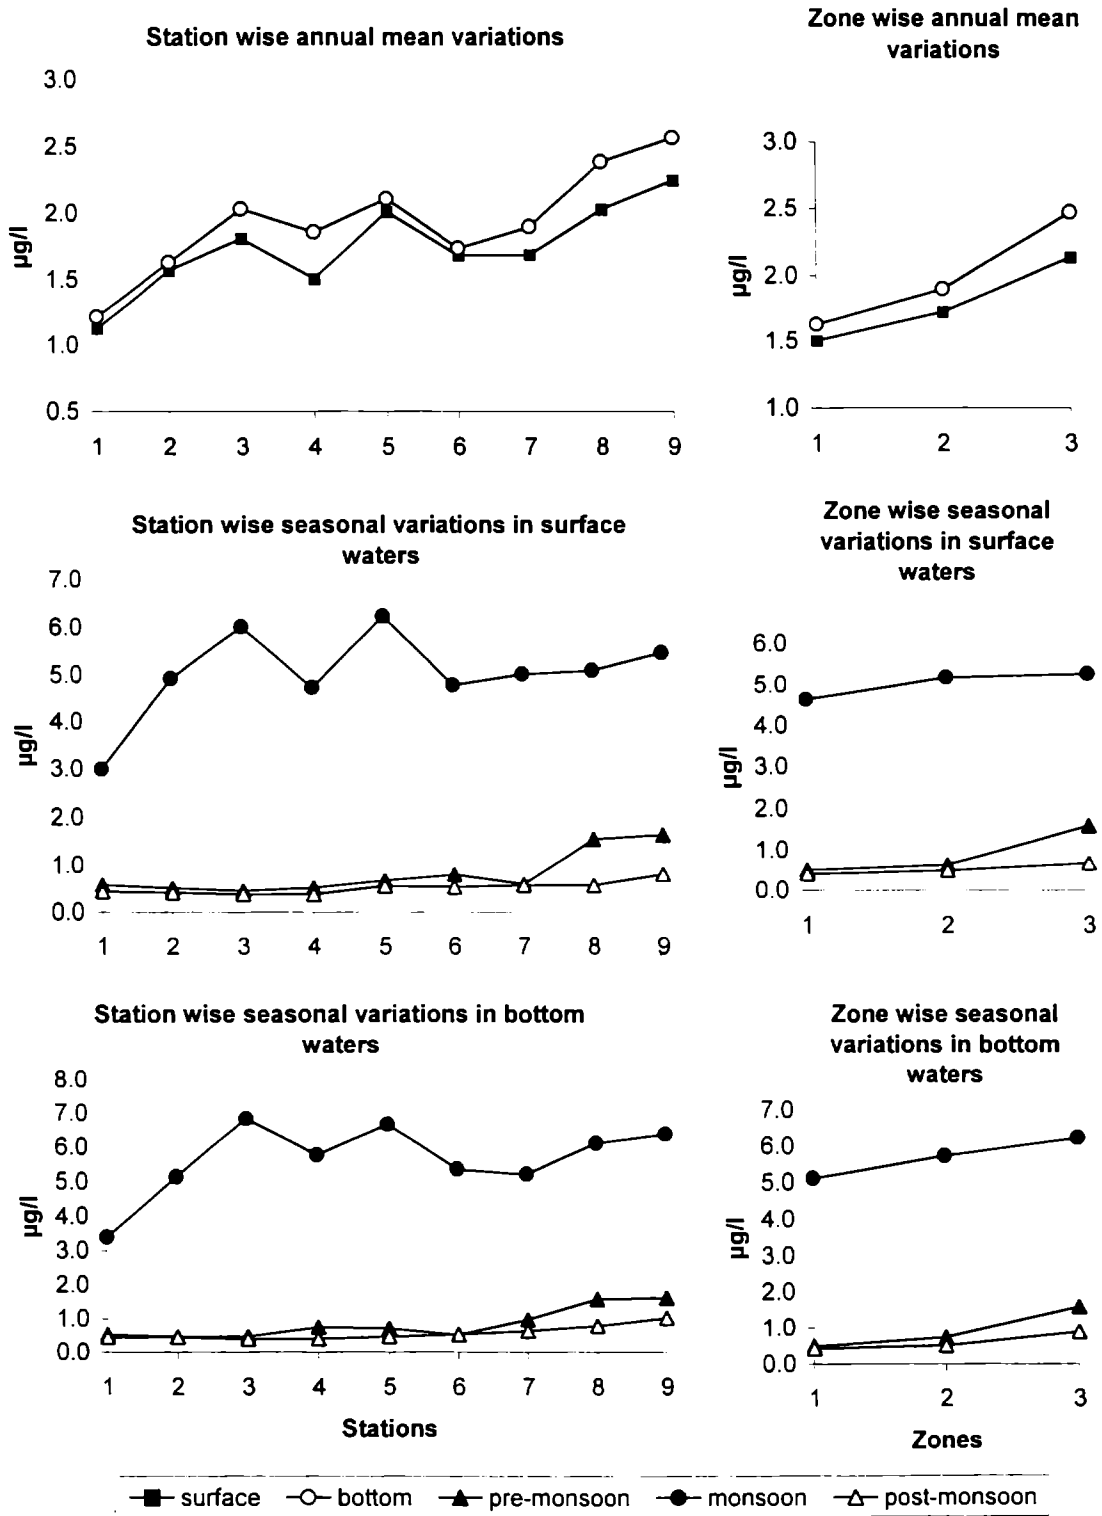 Station wise annual mean variations
3.0
2.5
2.0
1.5
1.0
0.5
µg/l
1 2 3 4 5 6 7 8 9
Zone wise annual mean
variations
3.0
2.5
2.0
1.5
1.0
µg/l
1 2 3
Station wise seasonal variations in surface
waters
7.0
6.0
5.0
4.0
3.0
2.0
1.0
0.0
µg/l
1 2 3 4 5 6 7 8 9
Zone wise seasonal
variations in surface
waters
6.0
5.0
4.0
3.0
2.0
1.0
0.0
µg/l
1 2 3
Station wise seasonal variations in bottom
waters
8.0
7.0
6.0
5.0
4.0
3.0
2.0
1.0
0.0
µg/l
1 2 3 4 5 6 7 8 9
Stations
Zone wise seasonal
variations in bottom
waters
7.0
6.0
5.0
4.0
3.0
2.0
1.0
0.0
µg/l
1 2 3
Zones
surface bottom pre-monsoon monsoon post-monsoon